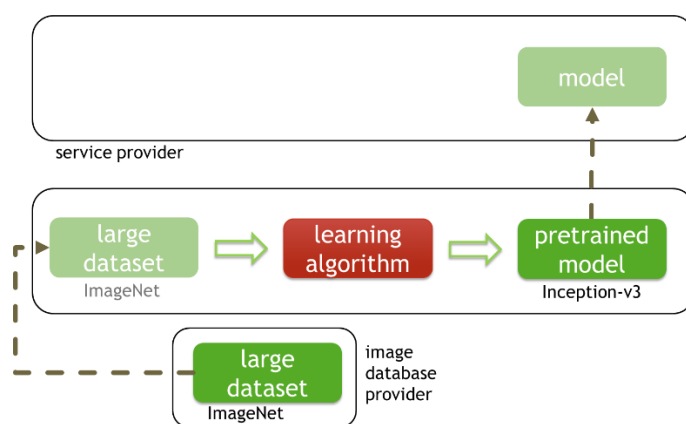 model
service provider
large
dataset
ImageNet
learning
algorithm
pretrained
model
Inception-v3
large
dataset
ImageNet
image
database
provider